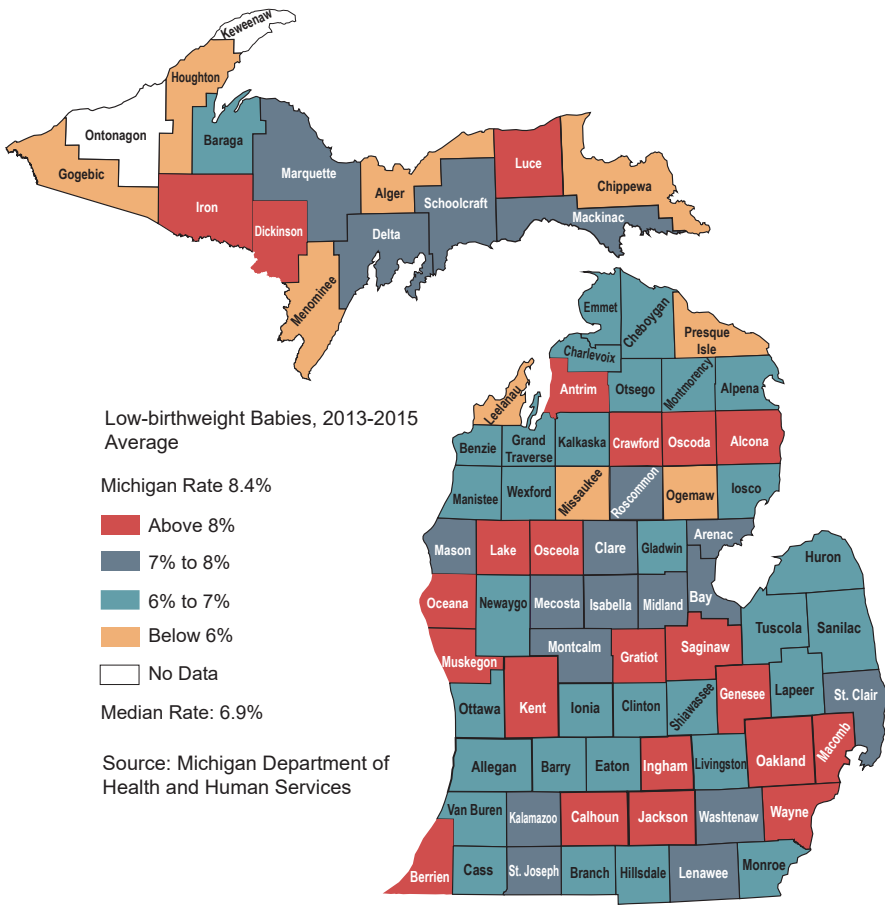 Keweenaw
Houghton
Ontonagon
Baraga
Gogebic
Marquette
Luce
Alger
Chippewa
Iron
Schoolcraft
Mackinac
Dickinson
Delta
Menominee
Emmet
Cheboygan
Presque
Isle
Charlevoix
Antrim
Otsego
Montmorency
Alpena
Leelanau
Low-birthweight Babies, 2013-2015
Average
Benzie
Grand
Traverse
Kalkaska
Crawford
Oscoda
Alcona
Michigan Rate 8.4%
Manistee
Wexford
Missaukee
Roscommon
Ogemaw
Iosco
Above 8%
7% to 8%
6% to 7%
Below 6%
No Data
Median Rate: 6.9%
Source: Michigan Department of
Health and Human Services
Mason
Lake
Osceola
Clare
Gladwin
Arenac
Huron
Oceana
Newaygo
Mecosta
Isabella
Midland
Bay
Tuscola
Sanilac
Muskegon
Montcalm
Gratiot
Saginaw
Ottawa
Kent
Ionia
Clinton
Shiawassee
Genesee
Lapeer
St. Clair
Allegan
Barry
Eaton
Ingham
Livingston
Oakland
Macomb
Van Buren
Kalamazoo
Calhoun
Jackson
Washtenaw
Wayne
Berrien
Cass
St. Joseph
Branch
Hillsdale
Lenawee
Monroe